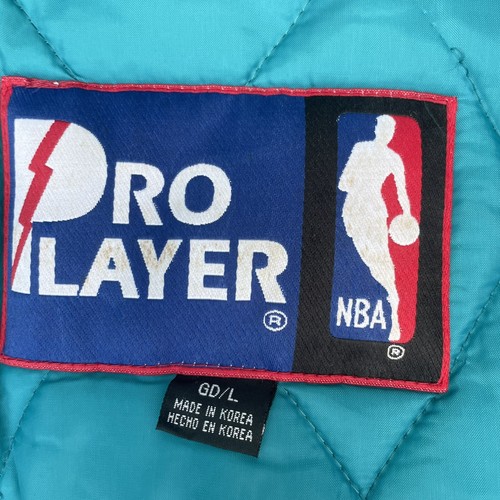 PRO
PLAYER ®
NBA ®
GD/L
MADE IN KOREA
HECHO EN KOREA